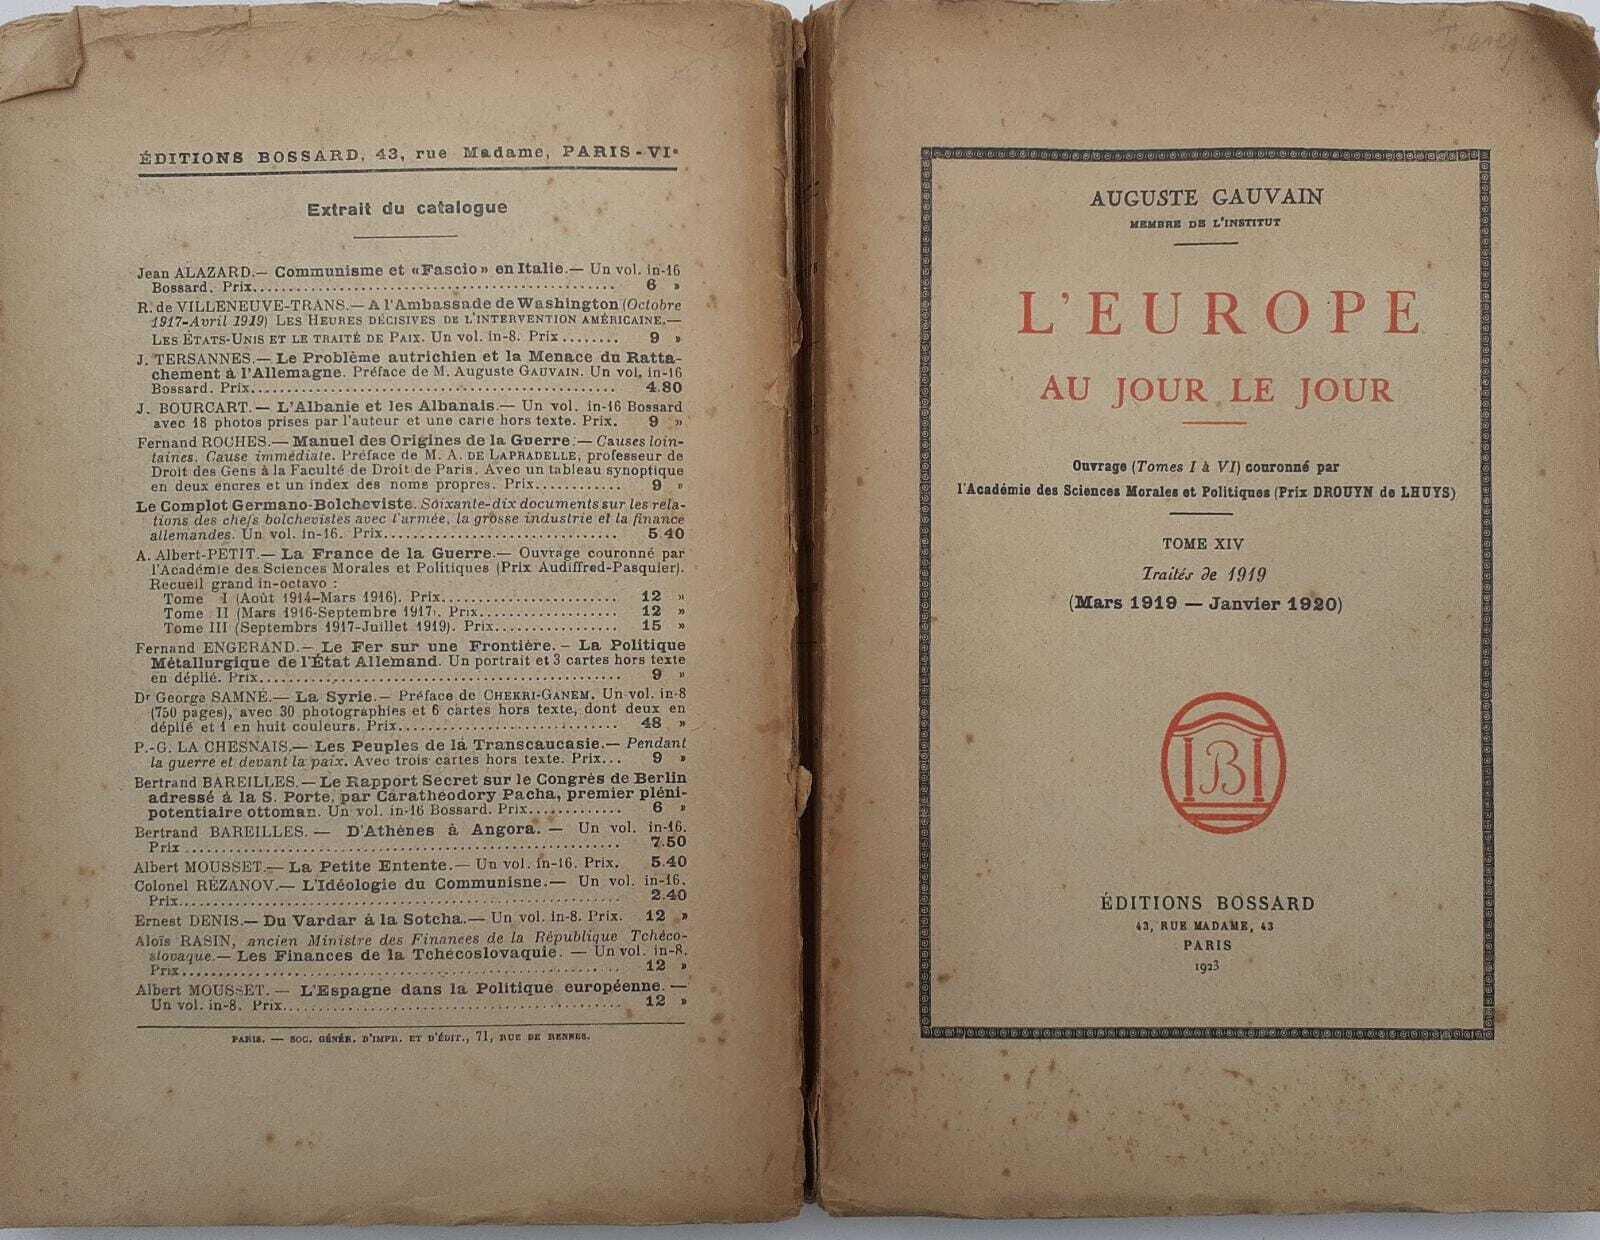 ÉDITIONS BOSSARD, 43, rue Madame, PARIS-VIe
Extrait du catalogue
Jean ALAZARD.— Communisme et «Fascio» en Italie.— Un vol. in-16
Bossard. Prix.......... 6 »
R. de VILLENEUVE-TRANS.— A l'Ambassade de Washington (Octobre
1917-Avril 1919) LES HEURES DÉCISIVES DE L'INTERVENTION AMÉRICAINE.—
LES ÉTATS-UNIS ET LE TRAITÉ DE PAIX. Un vol. in-8. Prix........ 9 »
J. TERSANNES.— Le Problème autrichien et la Menace du Ratta-
chement à l'Allemagne. Préface de M. Auguste GAUVAIN. Un vol. in-16
Bossard. Prix.......... 4.80
J. BOURCART.— L'Albanie et les Albanais.— Un vol. in-16 Bossard
avec 18 photos prises par l'auteur et une carte hors texte. Prix. 9 »
Fernand ROCHES.— Manuel des Origines de la Guerre.— Causes loin-
taines. Cause immédiate. Préface de M. A. DE LAPRADELLE, professeur de
Droit des Gens à la Faculté de Droit de Paris. Avec un tableau synoptique
en deux encres et un index des noms propres. Prix.......... 9 »
Le Complot Germano-Bolcheviste. Soixante-dix documents sur les rela-
tions des chefs bolchevistes avec l'armée, la grosse industrie et la finance
allemandes. Un vol. in-16. Prix.......... 5.40
A. Albert-PETIT.— La France de la Guerre.— Ouvrage couronné par
l'Académie des Sciences Morales et Politiques (Prix Audiffred-Pasquier).
Recueil grand in-octavo :
Tome I (Août 1914-Mars 1916). Prix.......... 12 »
Tome II (Mars 1916-Septembre 1917). Prix.......... 12 »
Tome III (Septembrs 1917-Juillet 1919). Prix.......... 15 »
Fernand ENGERAND.— Le Fer sur une Frontière. – La Politique
Métallurgique de l'État Allemand. Un portrait et 3 cartes hors texte
en déplié. Prix.......... 9 »
Dr George SAMNÉ.— La Syrie.— Préface de CHEKRI-GANEM. Un vol. in-8
(750 pages), avec 30 photographies et 6 cartes hors texte, dont deux en
déplié et 1 en huit couleurs. Prix.......... 48 »
P.-G. LA CHESNAIS.— Les Peuples de la Transcaucasie.— Pendant
la guerre et devant la paix. Avec trois cartes hors texte. Prix... 9 »
Bertrand BAREILLES.— Le Rapport Secret sur le Congrès de Berlin
adressé à la S. Porte, par Carathéodory Pacha, premier pléni-
potentiaire ottoman. Un vol. in-16 Bossard. Prix.......... 6 »
Bertrand BAREILLES. — D'Athènes à Angora. — Un vol. in-16.
Prix.......... 7.50
Albert MOUSSET.— La Petite Entente.— Un vol. in-16. Prix. 5.40
Colonel RÉZANOV.— L'Idéologie du Communisne.— Un vol. in-16.
Prix.......... 2.40
Ernest DENIS.— Du Vardar à la Sotcha.— Un vol. in-8. Prix. 12 »
Aloïs RASIN, ancien Ministre des Finances de la République Tchéco-
slovaque.— Les Finances de la Tchécoslovaquie. — Un vol. in-8.
Prix.......... 12 »
Albert MOUSSET. — L'Espagne dans la Politique européenne. —
Un vol. in-8. Prix.......... 12 »
PARIS. — SOC. GÉNÉR. D'IMPR. ET D'ÉDIT., 71, RUE DE RENNES.
AUGUSTE GAUVAIN
MEMBRE DE L'INSTITUT
L'EUROPE
AU JOUR LE JOUR
Ouvrage (Tomes I à VI) couronné par
l'Académie des Sciences Morales et Politiques (Prix DROUYN de LHUYS)
TOME XIV
Traités de 1919
(Mars 1919 — Janvier 1920)
B
ÉDITIONS BOSSARD
43, RUE MADAME, 43
PARIS
1923